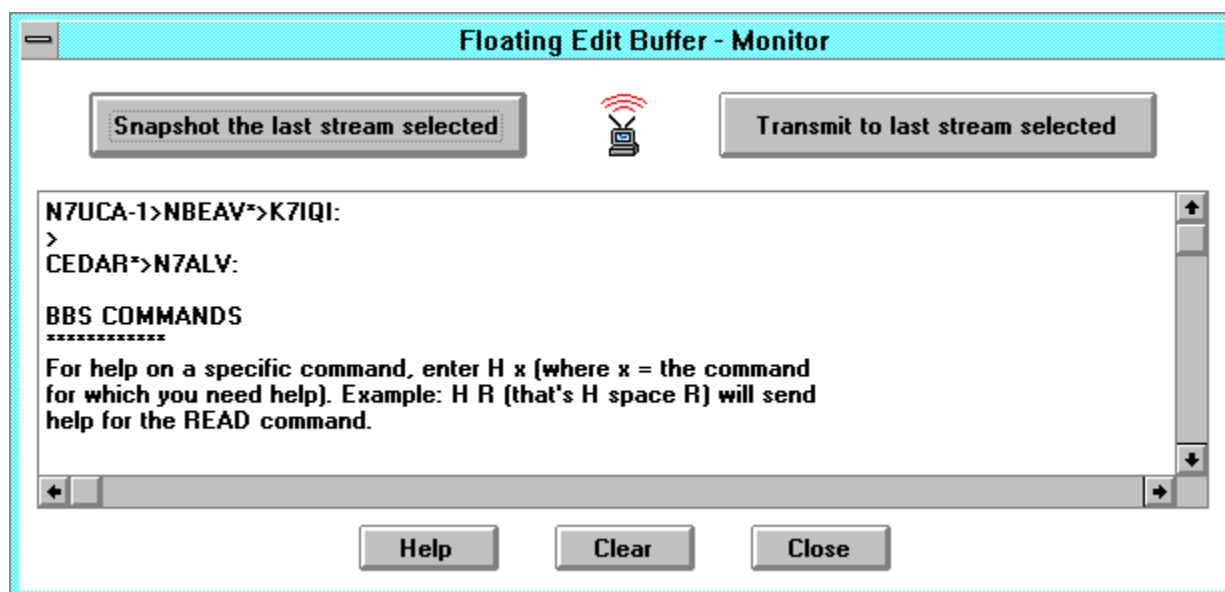 Floating Edit Buffer - Monitor
Snapshot the last stream selected
Transmit to last stream selected
N7UCA-1>NBEAV*>K7IQI:
>
CEDAR*>N7ALV:
BBS COMMANDS
************
For help on a specific command, enter H x (where x = the command
for which you need help). Example: H R (that's H space R) will send
help for the READ command.
Help
Clear
Close